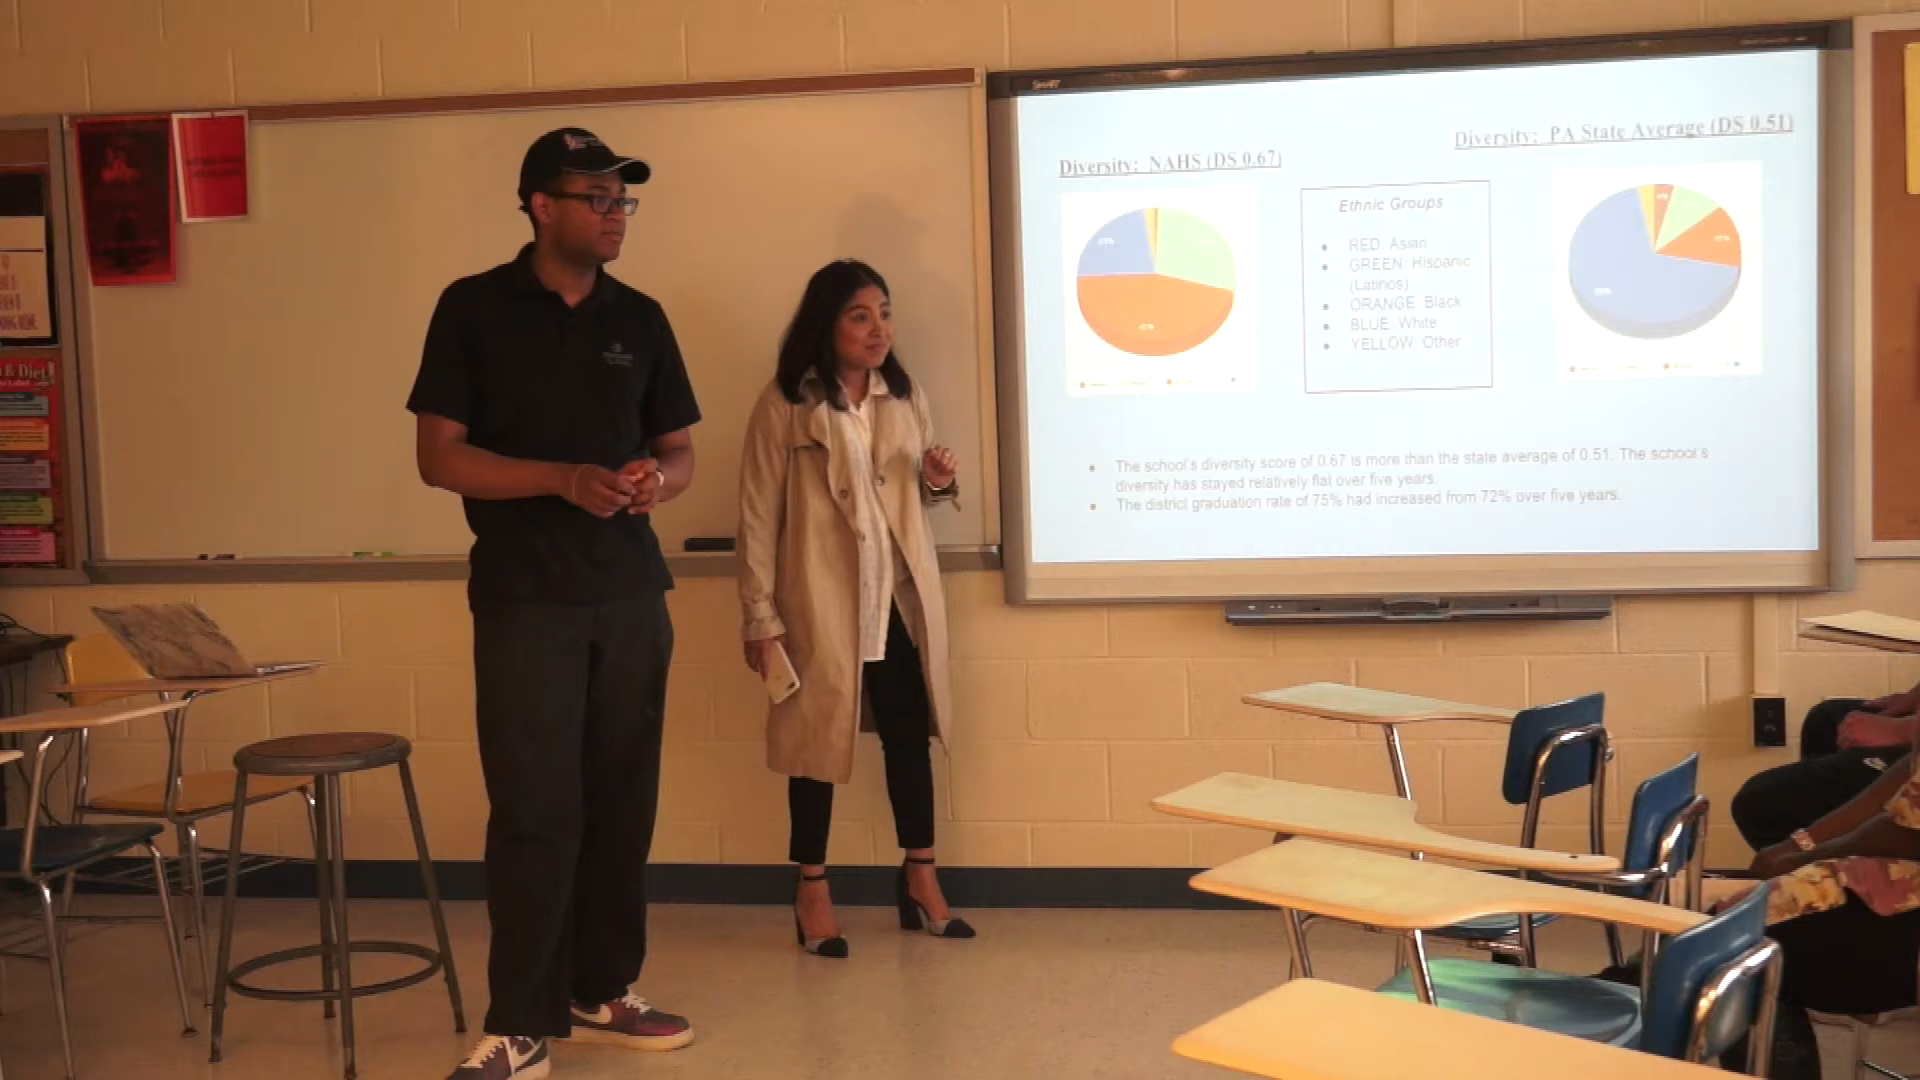 SMART
Diversity: NAHS (DS 0.67)
Diversity: PA State Average (DS 0.51)
Ethnic Groups
● RED: Asian
● GREEN: Hispanic
(Latinos)
● ORANGE: Black
● BLUE: White
● YELLOW: Other
● The school's diversity score of 0.67 is more than the state average of 0.51. The school's
diversity has stayed relatively flat over five years.
● The district graduation rate of 75% had increased from 72% over five years.
& Diet